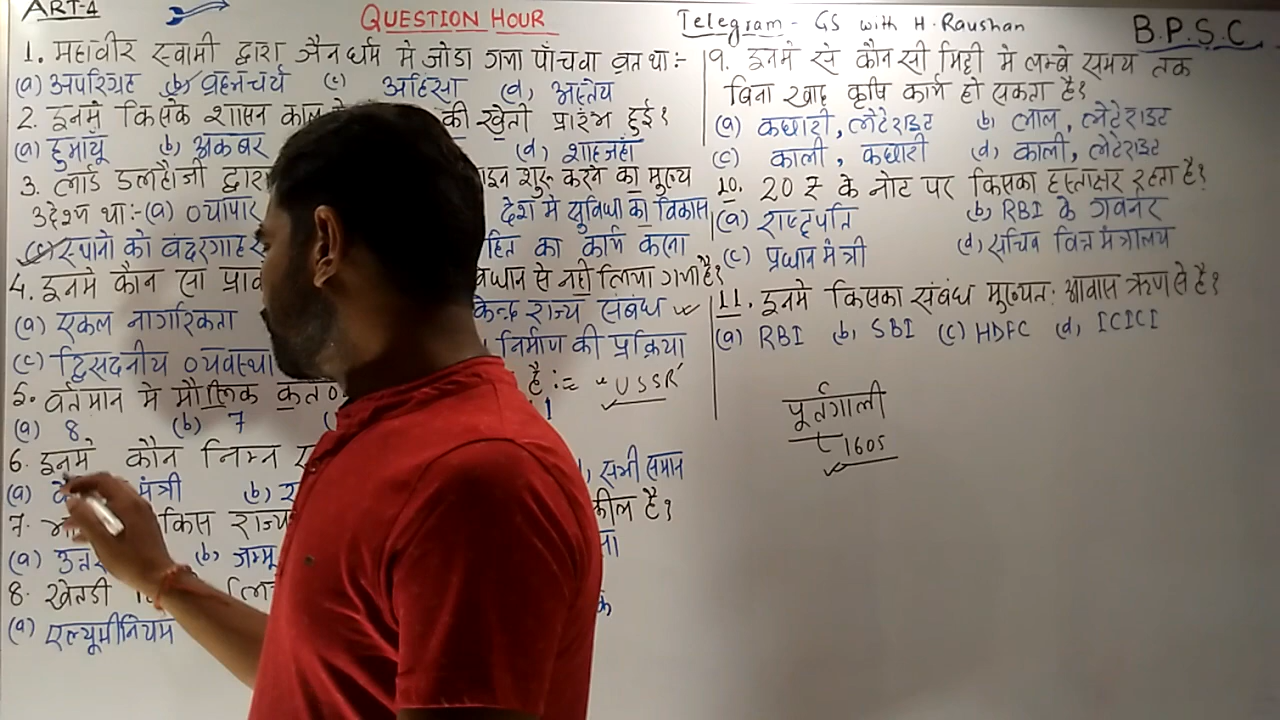 ART-4
QUESTION HOUR
Telegram - GS with H. Raushan
B.P.S.C
1. महावीर स्वामी द्वारा जैन धर्म मे जोडा गया पाँचवा व्रत था:-
(a) अपरिग्रह (b) ब्रह्मचर्य (c) अहिंसा (d) अस्तेय
2. इनमें किसके शासन काल की खेती प्रारंभ हुई?
(a) हुमायूं (b) अकबर (d) शाहजहां
3. लार्ड डलहौजी द्वारा शुरू करने का मुख्य
उद्देश्य था:-(a) व्यापार देश मे सुविधा का विकास
(c) खानो को बंदरगाह हित का कार्य करना
4. इनमे कौन सा से नही लिया गया है?
(a) एकल नागरिकता केन्द्र राज्य संबंध
(c) द्विसदनीय व्यवस्था निर्माण की प्रक्रिया
5. वर्तमान मे मौलिक है:= "USSR"
(a) 8 (b) 7
6. इनमे कौन निम्न
(a) मंत्री (b) सभी समान
7. किस राज्य है?
(a) (b) जम्मू
8. खेतडी
(a) एल्यूमीनियम
9. इनमे से कौन सी मिट्टी मे लम्बे समय तक
बिना खाद कृषि कार्य हो सकता है?
(a) कछारी, लेटेराइट (b) लाल, लेटेराइट
(c) काली, कछारी (d) काली, लेटेराइट
10. 20 ₹ के नोट पर किसका हस्ताक्षर रहता है?
(a) राष्ट्रपति (b) RBI के गवर्नर
(c) प्रधान मंत्री (d) सचिव वित्त मंत्रालय
11. इनमे किसका संबंध मुख्यत: आवास ऋण से है?
(a) RBI (b) SBI (c) HDFC (d) ICICI
पूर्तगाली
1605